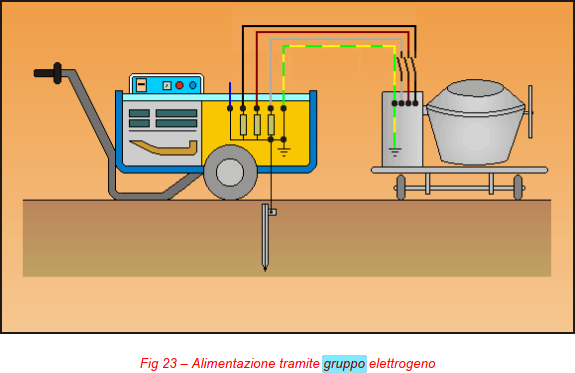 Fig 23 – Alimentazione tramite gruppo elettrogeno